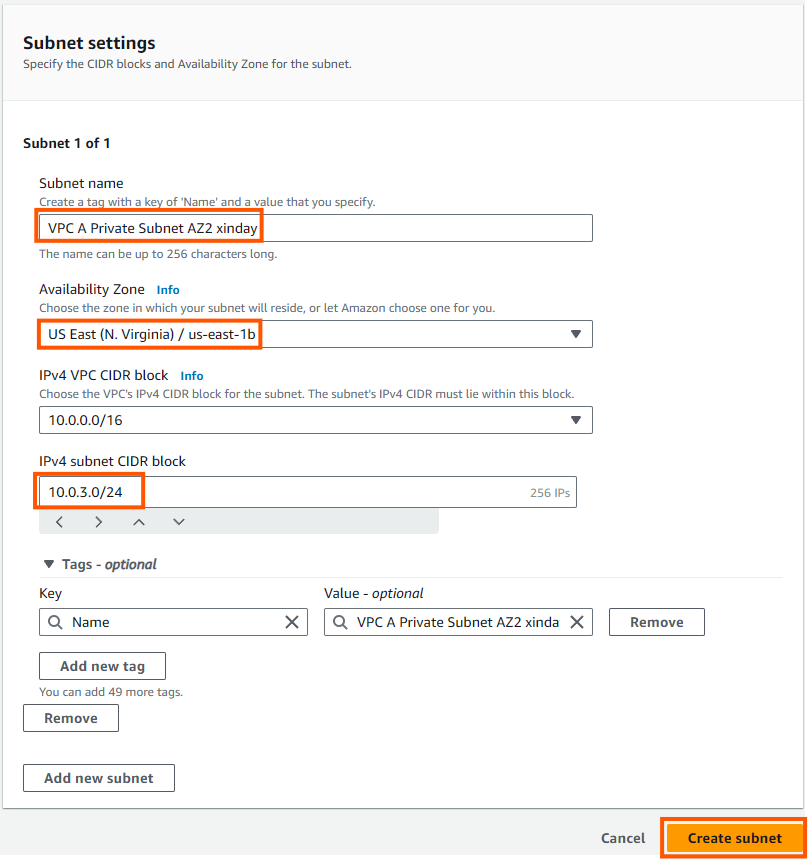 Subnet settings
Specify the CIDR blocks and Availability Zone for the subnet.
Subnet 1 of 1
Subnet name
Create a tag with a key of 'Name' and a value that you specify.
VPC A Private Subnet AZ2 xinday
The name can be up to 256 characters long.
Availability Zone Info
Choose the zone in which your subnet will reside, or let Amazon choose one for you.
US East (N. Virginia) / us-east-1b
IPv4 VPC CIDR block Info
Choose the VPC's IPv4 CIDR block for the subnet. The subnet's IPv4 CIDR must lie within this block.
10.0.0.0/16
IPv4 subnet CIDR block
10.0.3.0/24 256 IPs
Tags - optional
Key Value - optional
Name VPC A Private Subnet AZ2 xinda Remove
Add new tag
You can add 49 more tags.
Remove
Add new subnet
Cancel Create subnet